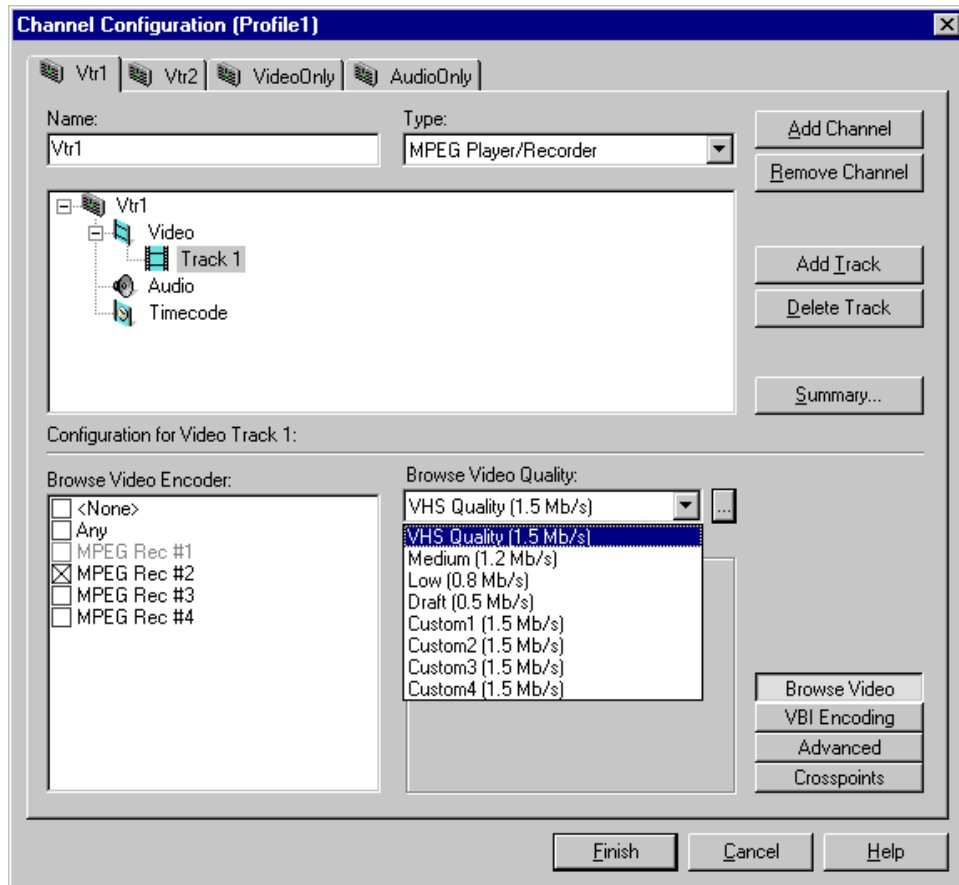 Channel Configuration (Profile1)
Vtr1 Vtr2 VideoOnly AudioOnly
Name: Type:
Vtr1 MPEG Player/Recorder
Add Channel
Remove Channel
Vtr1
Video
Track 1
Audio
Timecode
Add Track
Delete Track
Summary...
Configuration for Video Track 1:
Browse Video Encoder:
<None>
Any
MPEG Rec #1
MPEG Rec #2
MPEG Rec #3
MPEG Rec #4
Browse Video Quality:
VHS Quality (1.5 Mb/s) ...
VHS Quality (1.5 Mb/s)
Medium (1.2 Mb/s)
Low (0.8 Mb/s)
Draft (0.5 Mb/s)
Custom1 (1.5 Mb/s)
Custom2 (1.5 Mb/s)
Custom3 (1.5 Mb/s)
Custom4 (1.5 Mb/s)
Browse Video
VBI Encoding
Advanced
Crosspoints
Finish Cancel Help